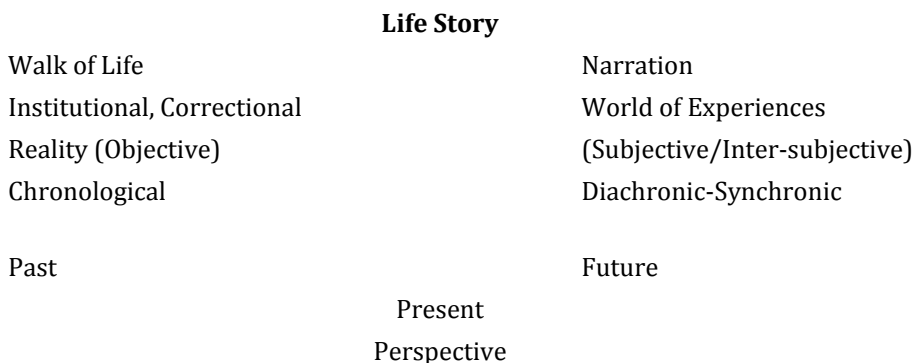 Life Story
Walk of Life Narration
Institutional, Correctional World of Experiences
Reality (Objective) (Subjective/Inter-subjective)
Chronological Diachronic-Synchronic
Past Future
Present
Perspective